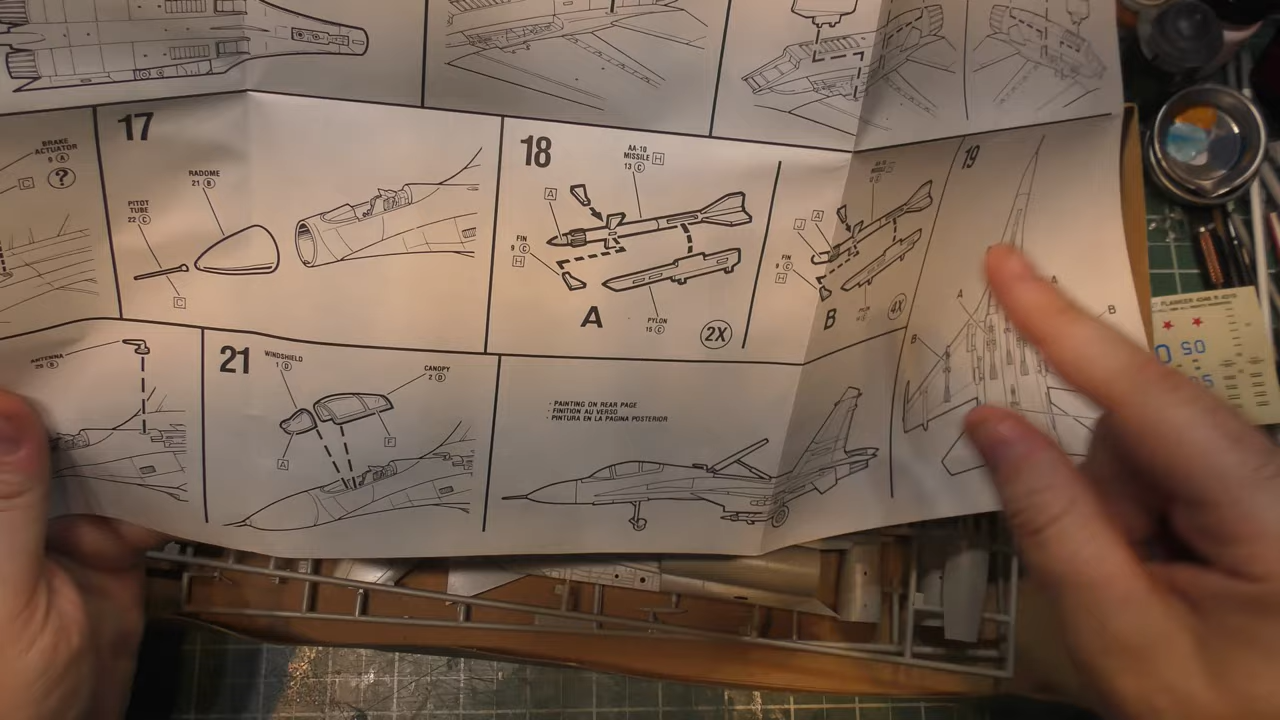 17
BRAKE
ACTUATOR
9 A
C
?
RADOME
21 B
PITOT
TUBE
22 C
C
18
AA-10
MISSILE H
13 C
A
FIN
9 C
H
PYLON
15 C
A
2X
J
A
FIN
9 C
H
B
4X
19
A
A
B
B
ANTENNA
21
WINDSHIELD
1 D
CANOPY
2 D
A
F
- PAINTING ON REAR PAGE
- FINITION AU VERSO
- PINTURA EN LA PAGINA POSTERIOR
FLANKER
50